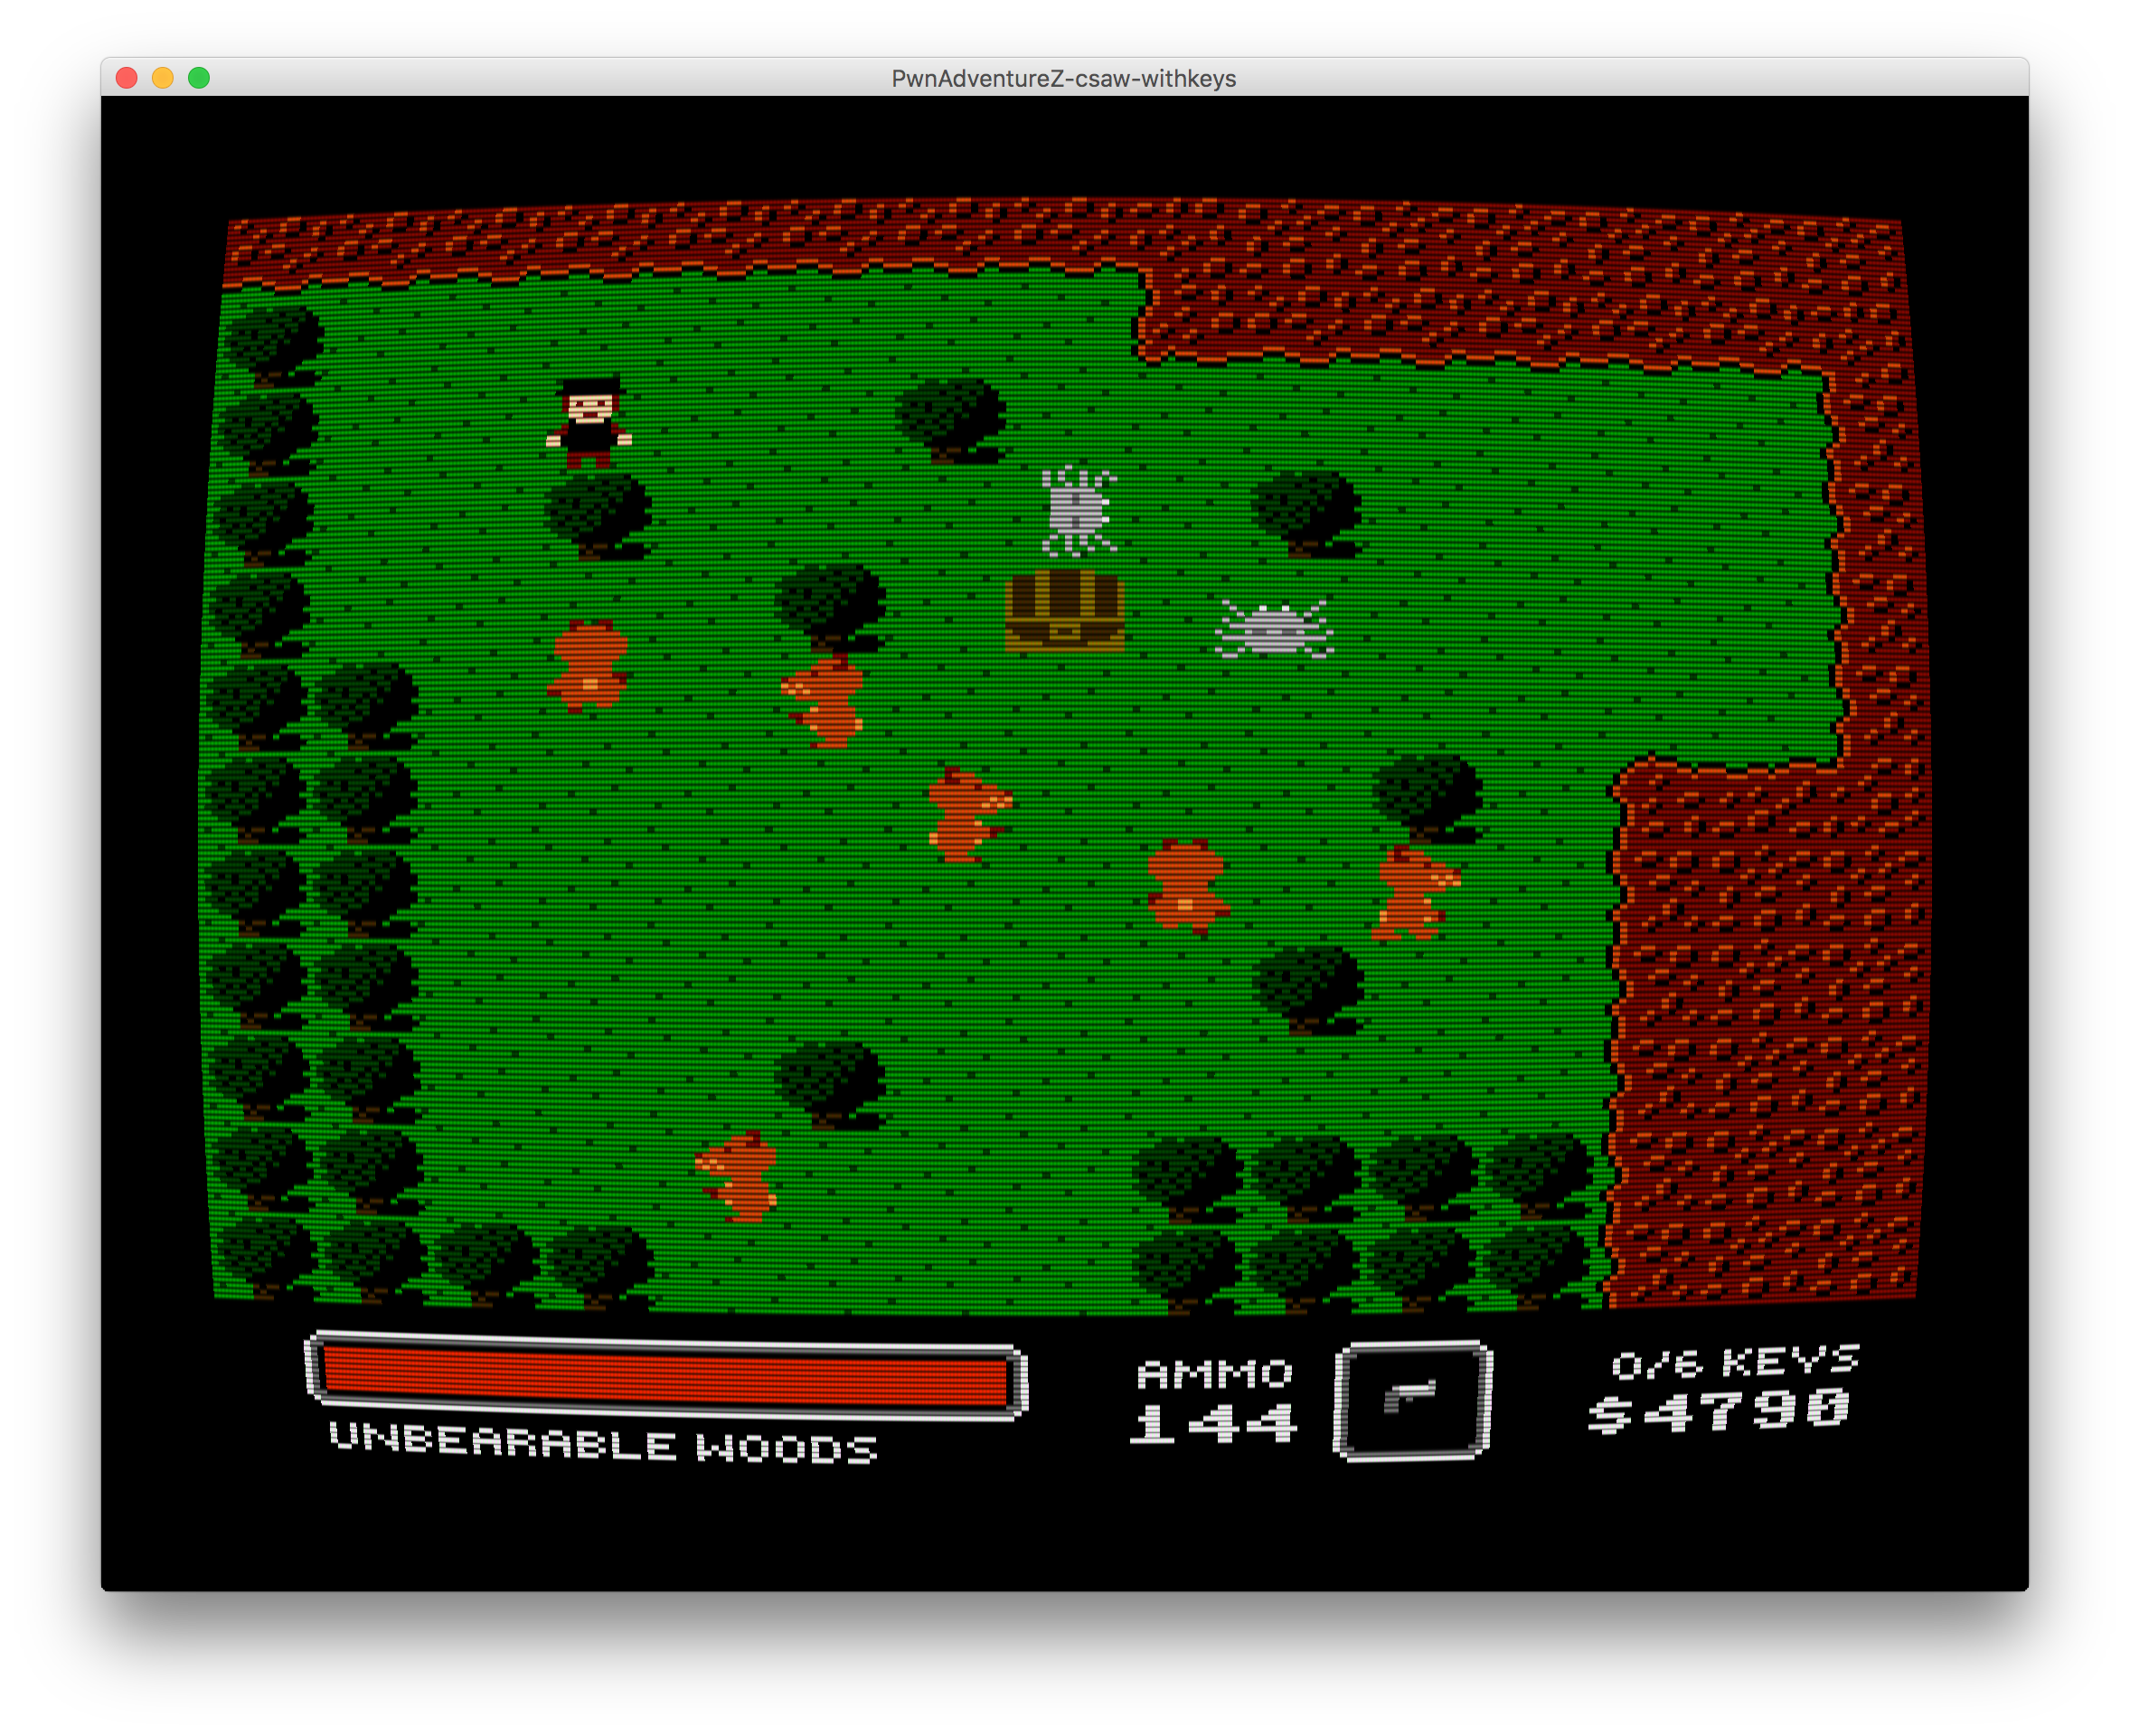 PwnAdventureZ-csaw-withkeys
UNBEARABLE WOODS
AMMO
144
0/6 KEYS
$4790